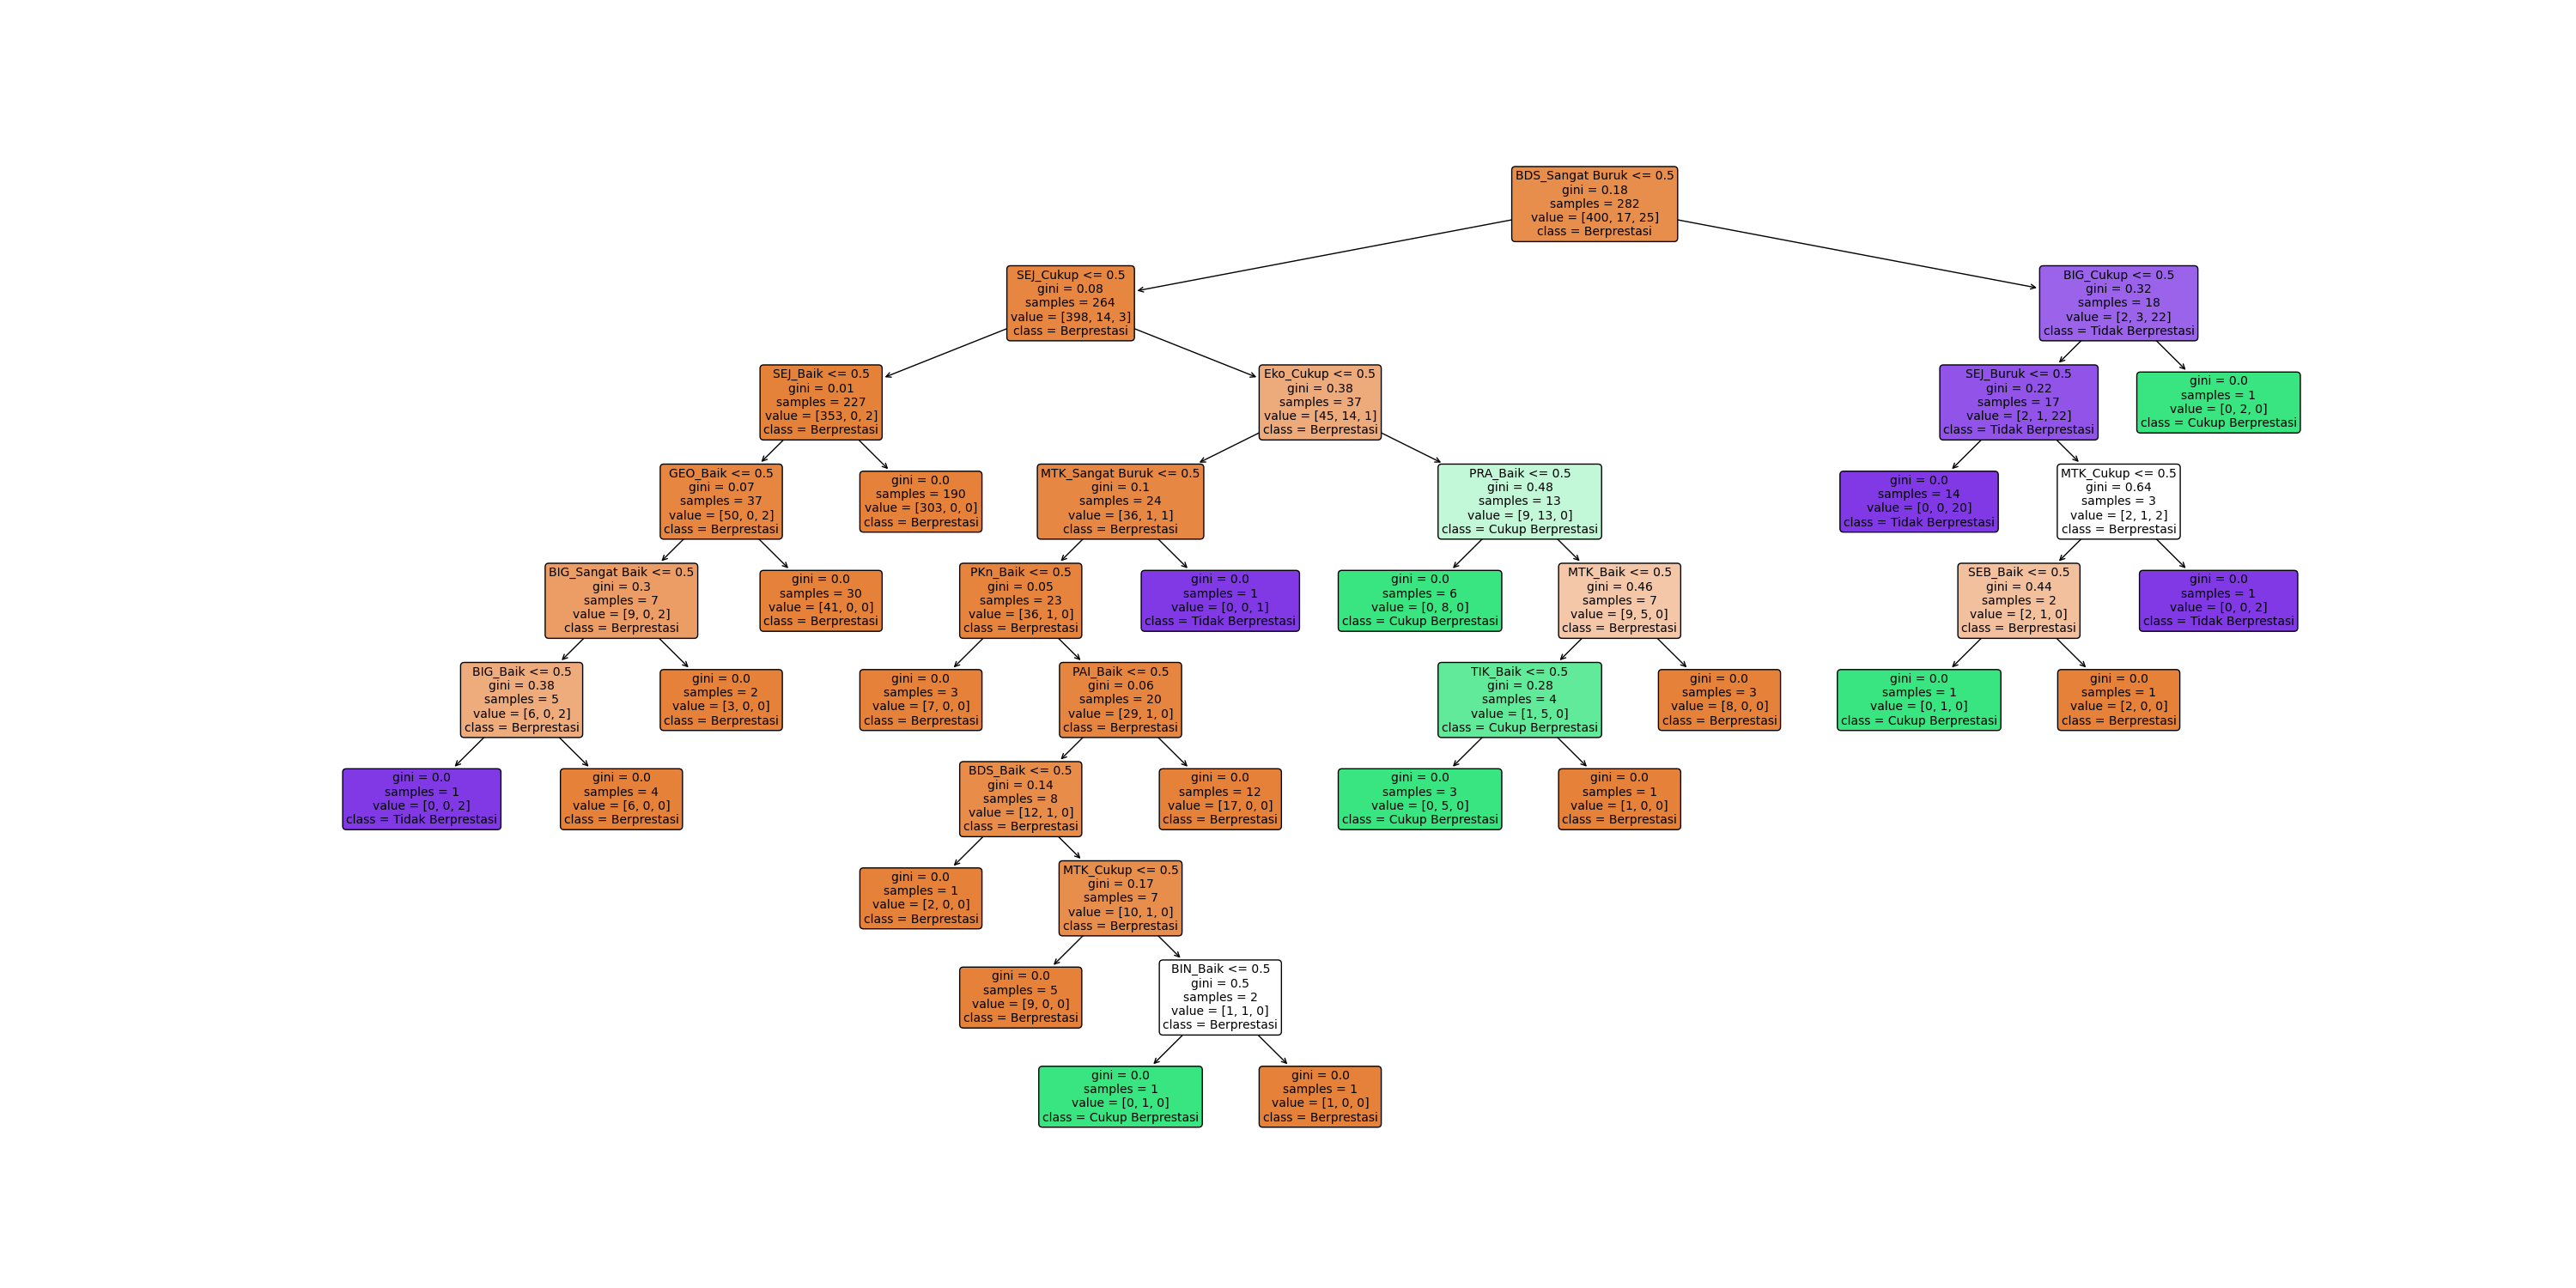 BDS_Sangat Buruk <= 0.5
gini = 0.18
samples = 282
value = [400, 17, 25]
class = Berprestasi
SEJ_Cukup <= 0.5
gini = 0.08
samples = 264
value = [398, 14, 3]
class = Berprestasi
BIG_Cukup <= 0.5
gini = 0.32
samples = 18
value = [2, 3, 22]
class = Tidak Berprestasi
SEJ_Baik <= 0.5
gini = 0.01
samples = 227
value = [353, 0, 2]
class = Berprestasi
Eko_Cukup <= 0.5
gini = 0.38
samples = 37
value = [45, 14, 1]
class = Berprestasi
SEJ_Buruk <= 0.5
gini = 0.22
samples = 17
value = [2, 1, 22]
class = Tidak Berprestasi
gini = 0.0
samples = 1
value = [0, 2, 0]
class = Cukup Berprestasi
GEO_Baik <= 0.5
gini = 0.07
samples = 37
value = [50, 0, 2]
class = Berprestasi
gini = 0.0
samples = 190
value = [303, 0, 0]
class = Berprestasi
MTK_Sangat Buruk <= 0.5
gini = 0.1
samples = 24
value = [36, 1, 1]
class = Berprestasi
PRA_Baik <= 0.5
gini = 0.48
samples = 13
value = [9, 13, 0]
class = Cukup Berprestasi
gini = 0.0
samples = 14
value = [0, 0, 20]
class = Tidak Berprestasi
MTK_Cukup <= 0.5
gini = 0.64
samples = 3
value = [2, 1, 2]
class = Berprestasi
BIG_Sangat Baik <= 0.5
gini = 0.3
samples = 7
value = [9, 0, 2]
class = Berprestasi
gini = 0.0
samples = 30
value = [41, 0, 0]
class = Berprestasi
PKn_Baik <= 0.5
gini = 0.05
samples = 23
value = [36, 1, 0]
class = Berprestasi
gini = 0.0
samples = 1
value = [0, 0, 1]
class = Tidak Berprestasi
gini = 0.0
samples = 6
value = [0, 8, 0]
class = Cukup Berprestasi
MTK_Baik <= 0.5
gini = 0.46
samples = 7
value = [9, 5, 0]
class = Berprestasi
SEB_Baik <= 0.5
gini = 0.44
samples = 2
value = [2, 1, 0]
class = Berprestasi
gini = 0.0
samples = 1
value = [0, 0, 2]
class = Tidak Berprestasi
BIG_Baik <= 0.5
gini = 0.38
samples = 5
value = [6, 0, 2]
class = Berprestasi
gini = 0.0
samples = 2
value = [3, 0, 0]
class = Berprestasi
gini = 0.0
samples = 3
value = [7, 0, 0]
class = Berprestasi
PAI_Baik <= 0.5
gini = 0.06
samples = 20
value = [29, 1, 0]
class = Berprestasi
TIK_Baik <= 0.5
gini = 0.28
samples = 4
value = [1, 5, 0]
class = Cukup Berprestasi
gini = 0.0
samples = 3
value = [8, 0, 0]
class = Berprestasi
gini = 0.0
samples = 1
value = [0, 1, 0]
class = Cukup Berprestasi
gini = 0.0
samples = 1
value = [2, 0, 0]
class = Berprestasi
gini = 0.0
samples = 1
value = [0, 0, 2]
class = Tidak Berprestasi
gini = 0.0
samples = 4
value = [6, 0, 0]
class = Berprestasi
BDS_Baik <= 0.5
gini = 0.14
samples = 8
value = [12, 1, 0]
class = Berprestasi
gini = 0.0
samples = 12
value = [17, 0, 0]
class = Berprestasi
gini = 0.0
samples = 3
value = [0, 5, 0]
class = Cukup Berprestasi
gini = 0.0
samples = 1
value = [1, 0, 0]
class = Berprestasi
gini = 0.0
samples = 1
value = [2, 0, 0]
class = Berprestasi
MTK_Cukup <= 0.5
gini = 0.17
samples = 7
value = [10, 1, 0]
class = Berprestasi
gini = 0.0
samples = 5
value = [9, 0, 0]
class = Berprestasi
BIN_Baik <= 0.5
gini = 0.5
samples = 2
value = [1, 1, 0]
class = Berprestasi
gini = 0.0
samples = 1
value = [0, 1, 0]
class = Cukup Berprestasi
gini = 0.0
samples = 1
value = [1, 0, 0]
class = Berprestasi